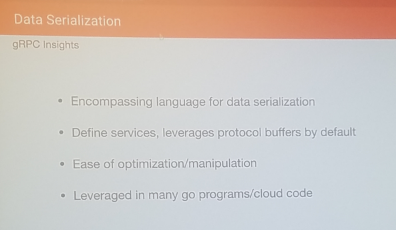 Data Serialization
gRPC Insights
• Encompassing language for data serialization
• Define services, leverages protocol buffers by default
• Ease of optimization/manipulation
• Leveraged in many go programs/cloud code